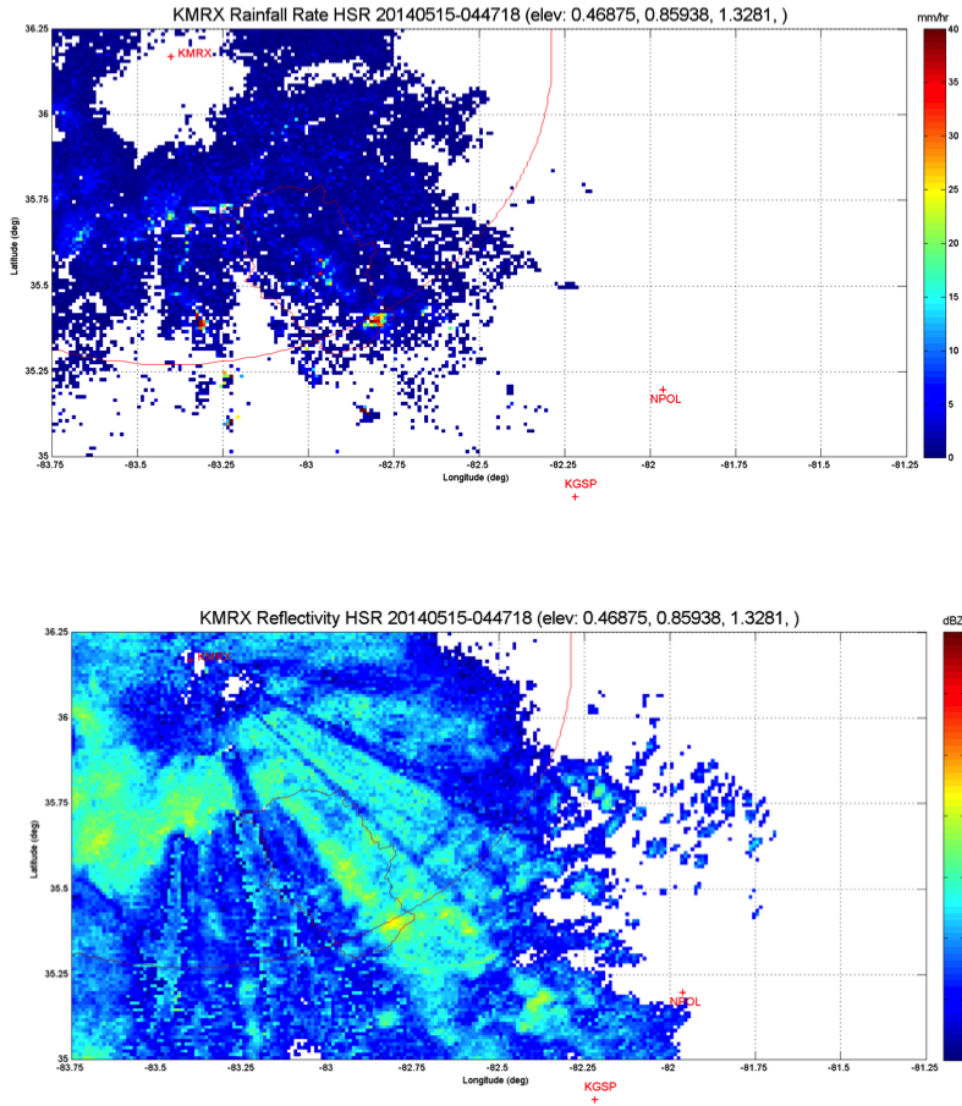 KMRX Rainfall Rate HSR 20140515-044718 (elev: 0.46875, 0.85938, 1.3281, )
mm/hr
36.25
40
KMRX
35
36
30
25
35.75
Latitude (deg)
20
35.5
15
10
35.25
NPOL
5
35
0
-83.75 -83.5 -83.25 -83 -82.75 -82.5 -82.25 -82 -81.75 -81.5 -81.25
Longitude (deg)
KGSP
KMRX Reflectivity HSR 20140515-044718 (elev: 0.46875, 0.85938, 1.3281, )
dBZ
36.25
KMRX
36
35.75
Latitude (deg)
35.5
35.25
NPOL
35
-83.75 -83.5 -83.25 -83 -82.75 -82.5 -82.25 -82 -81.75 -81.5 -81.25
Longitude (deg)
KGSP